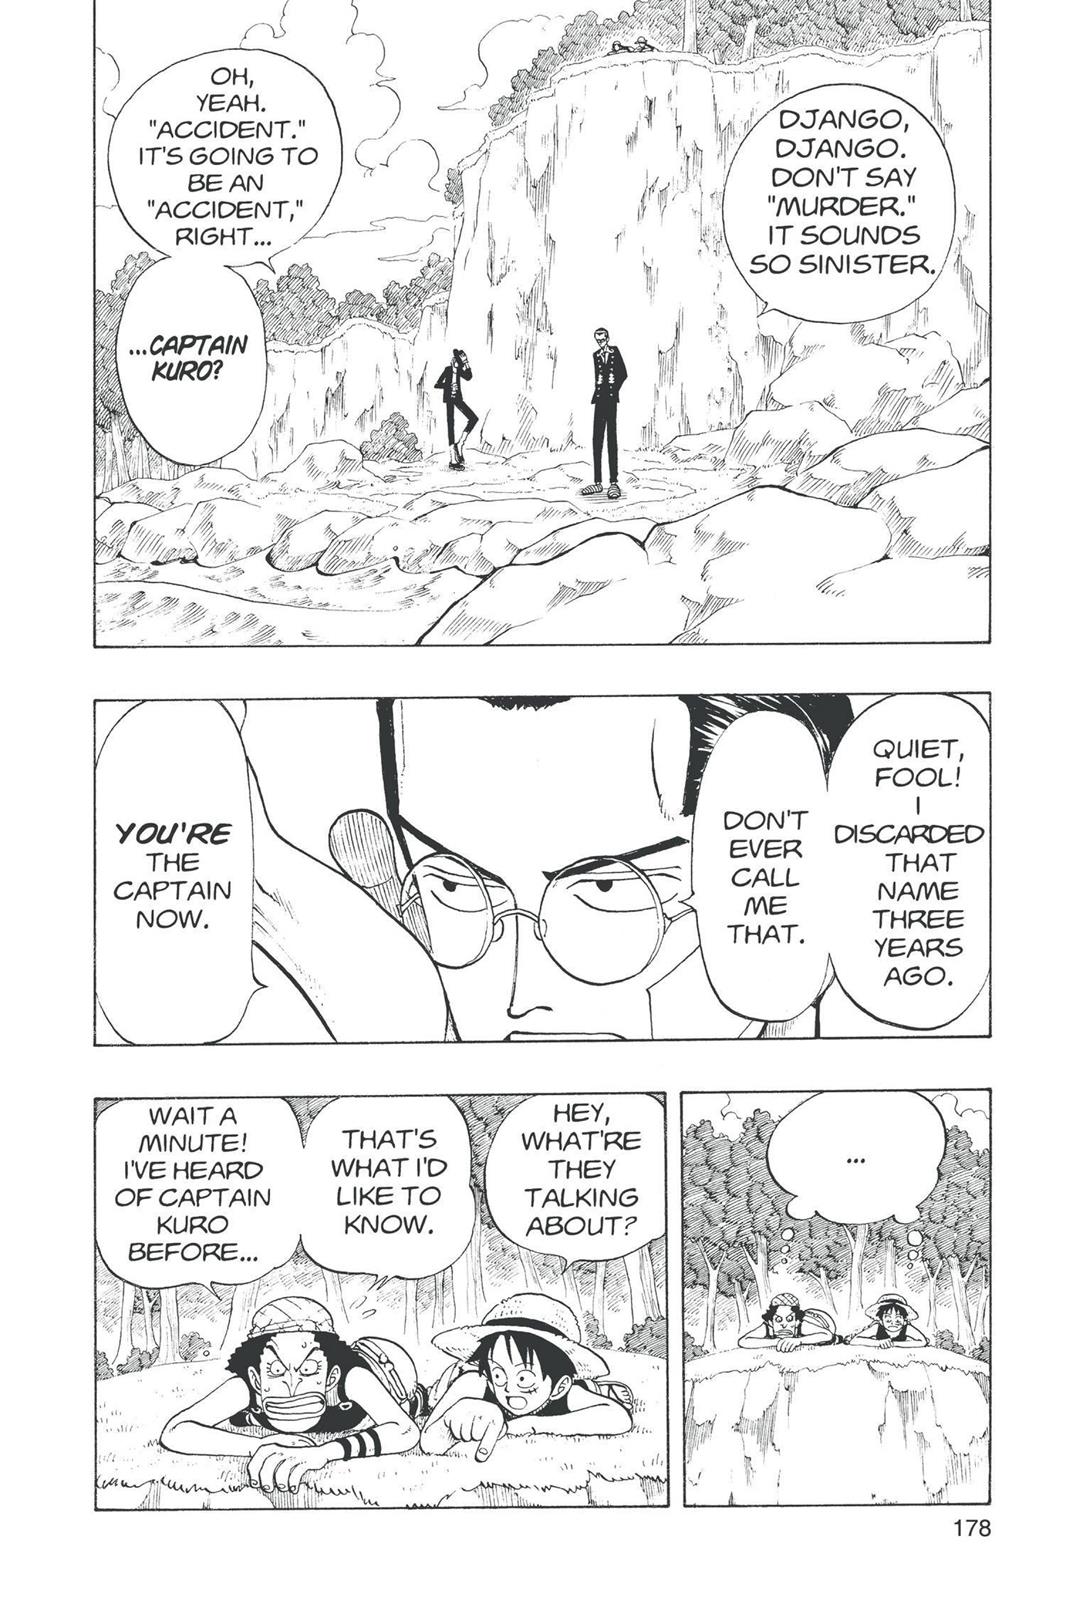 DJANGO,
DJANGO.
DON'T SAY
"MURDER."
IT SOUNDS
SO SINISTER.
OH,
YEAH.
"ACCIDENT."
IT'S GOING TO
BE AN
"ACCIDENT,"
RIGHT...
...CAPTAIN
KURO?
QUIET,
FOOL!
I
DISCARDED
THAT
NAME
THREE
YEARS
AGO.
DON'T
EVER
CALL
ME
THAT.
YOU'RE
THE
CAPTAIN
NOW.
...
HEY,
WHAT'RE
THEY
TALKING
ABOUT?
THAT'S
WHAT I'D
LIKE TO
KNOW.
WAIT A
MINUTE!
I'VE HEARD
OF CAPTAIN
KURO
BEFORE...
178